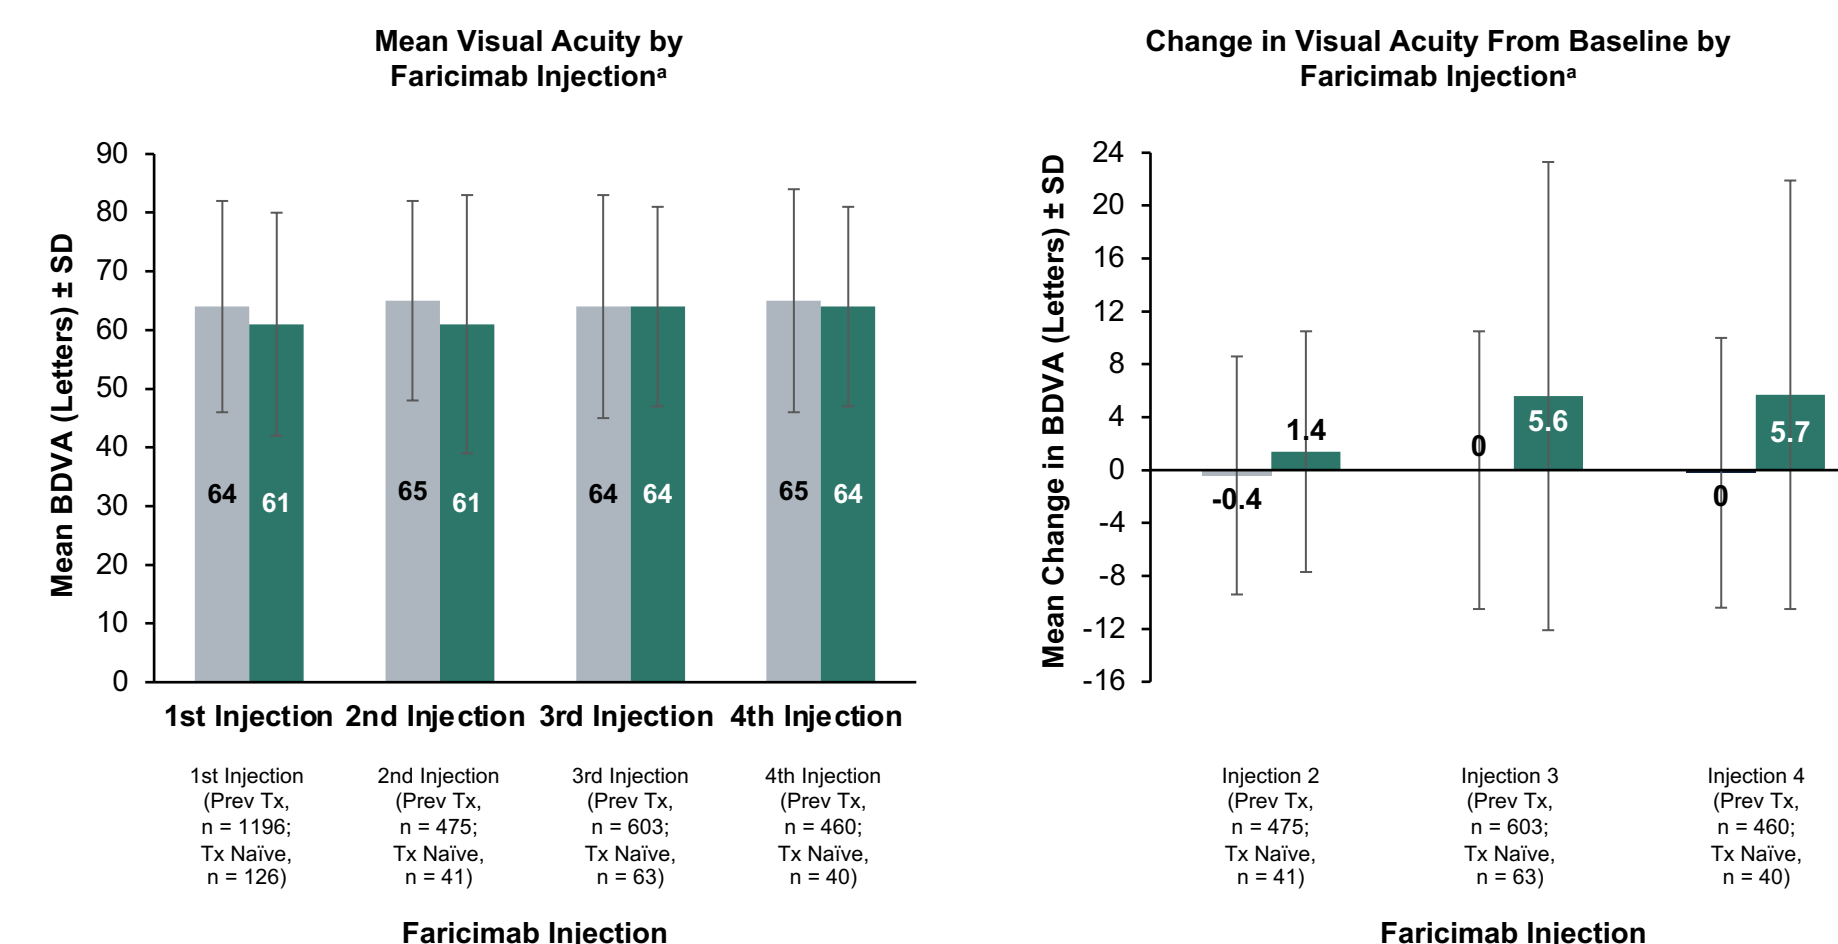 Mean Visual Acuity by
Faricimab Injectionᵃ
Mean BDVA (Letters) ± SD
90
80
70
60
50
40
30
20
10
0
64
61
65
61
64
64
65
64
1st Injection 2nd Injection 3rd Injection 4th Injection
1st Injection
(Prev Tx,
n = 1196;
Tx Naïve,
n = 126)
2nd Injection
(Prev Tx,
n = 475;
Tx Naïve,
n = 41)
3rd Injection
(Prev Tx,
n = 603;
Tx Naïve,
n = 63)
4th Injection
(Prev Tx,
n = 460;
Tx Naïve,
n = 40)
Faricimab Injection
Change in Visual Acuity From Baseline by
Faricimab Injectionᵃ
Mean Change in BDVA (Letters) ± SD
24
20
16
12
8
4
0
-4
-8
-12
-16
-0.4
1.4
0
5.6
0
5.7
Injection 2
(Prev Tx,
n = 475;
Tx Naïve,
n = 41)
Injection 3
(Prev Tx,
n = 603;
Tx Naïve,
n = 63)
Injection 4
(Prev Tx,
n = 460;
Tx Naïve,
n = 40)
Faricimab Injection